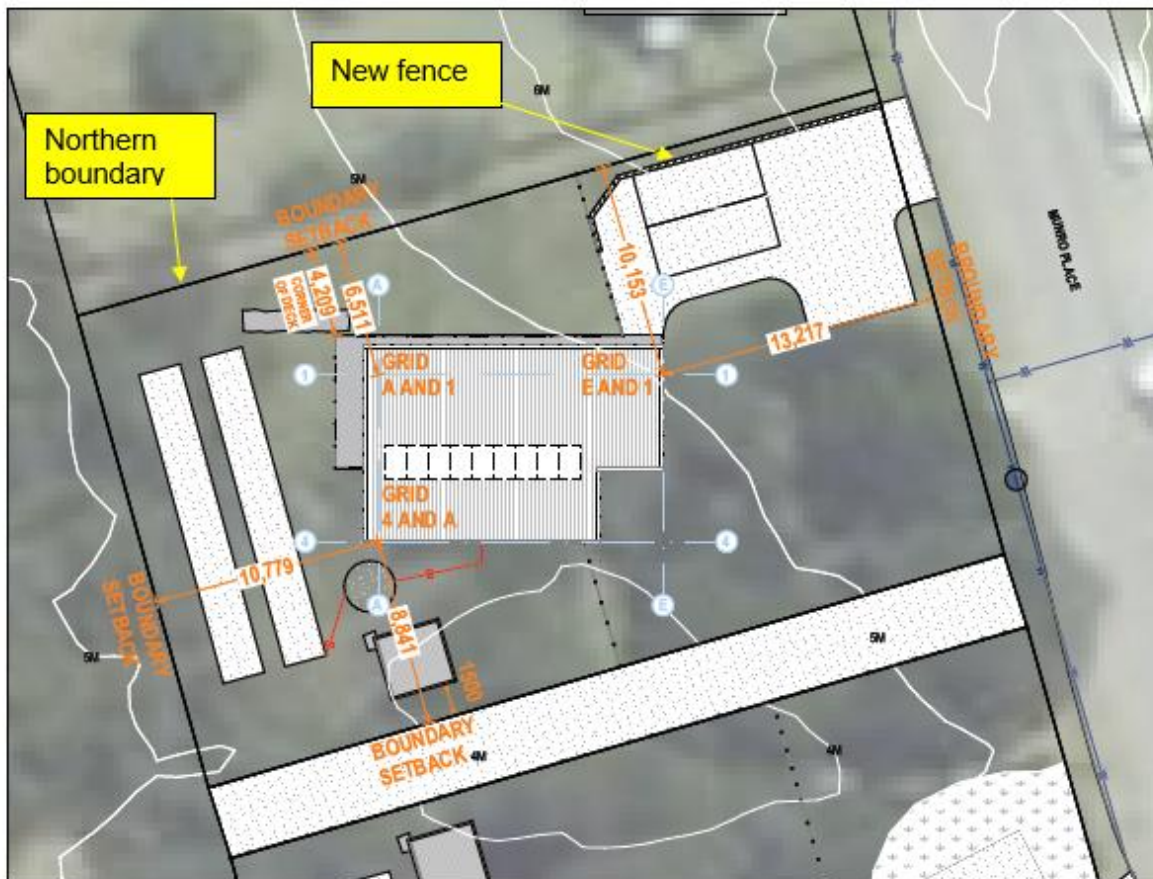 New fence
Northern
boundary
6M
5M
BOUNDARY
SETBACK
4,209
CORNER
OF DECK
6,511
A
E
10,153
BPOUNDARY
SETBACK
MUNRO PLACE
13,217
1
GRID
A AND 1
GRID
E AND 1
1
GRID
4 AND A
4
4
10,779
BOUNDARY
SETBACK
A
E
8,841
1500
5M
5M
BOUNDARY
SETBACK
4M
4M